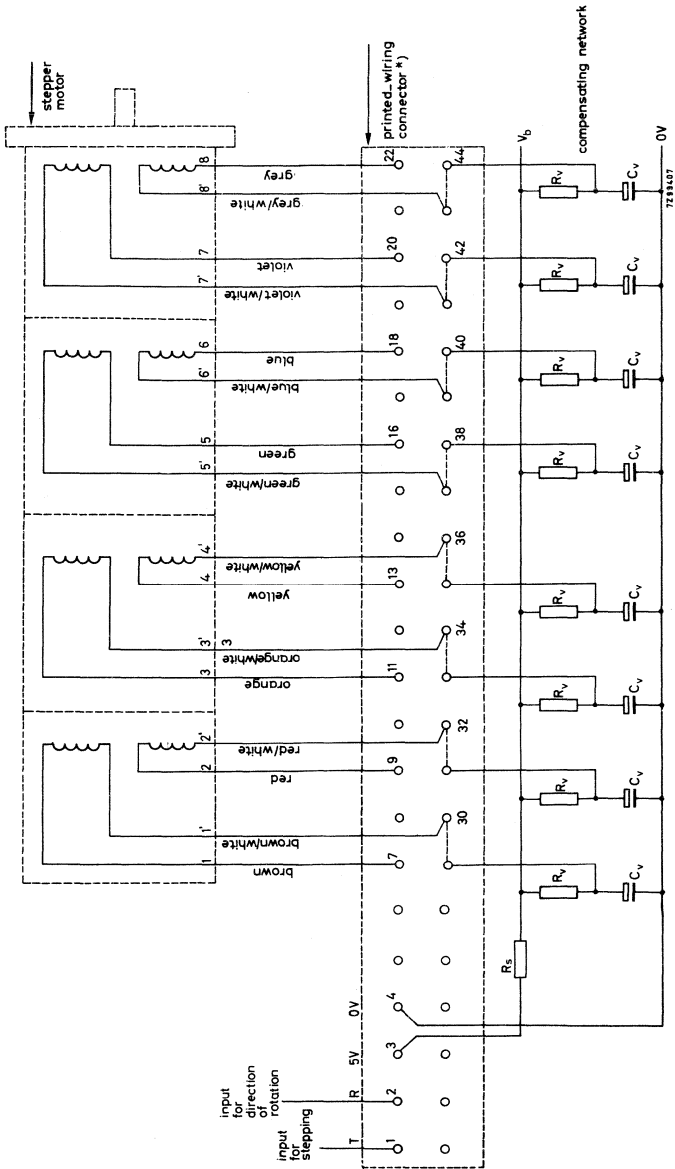 stepper
motor
8
grey
8'
grey/white
7
violet
7'
violet/white
6
blue
6'
blue/white
5
green
5'
green/white
4'
yellow/white
4
yellow
3'
3
orange/white
3
orange
2'
red/white
2
red
1'
brown/white
1
brown
printed_wiring
connector *)
22
44
20
42
18
40
16
38
36
13
34
11
32
9
30
7
0V
4
5V
3
input
for
direction
of
rotation
R
2
input
for
stepping
T
1
Vb
compensating network
Rv
Rv
Rv
Rv
Rv
Rv
Rv
Rv
Rs
Cv
Cv
Cv
Cv
Cv
Cv
Cv
Cv
0V
7Z99407